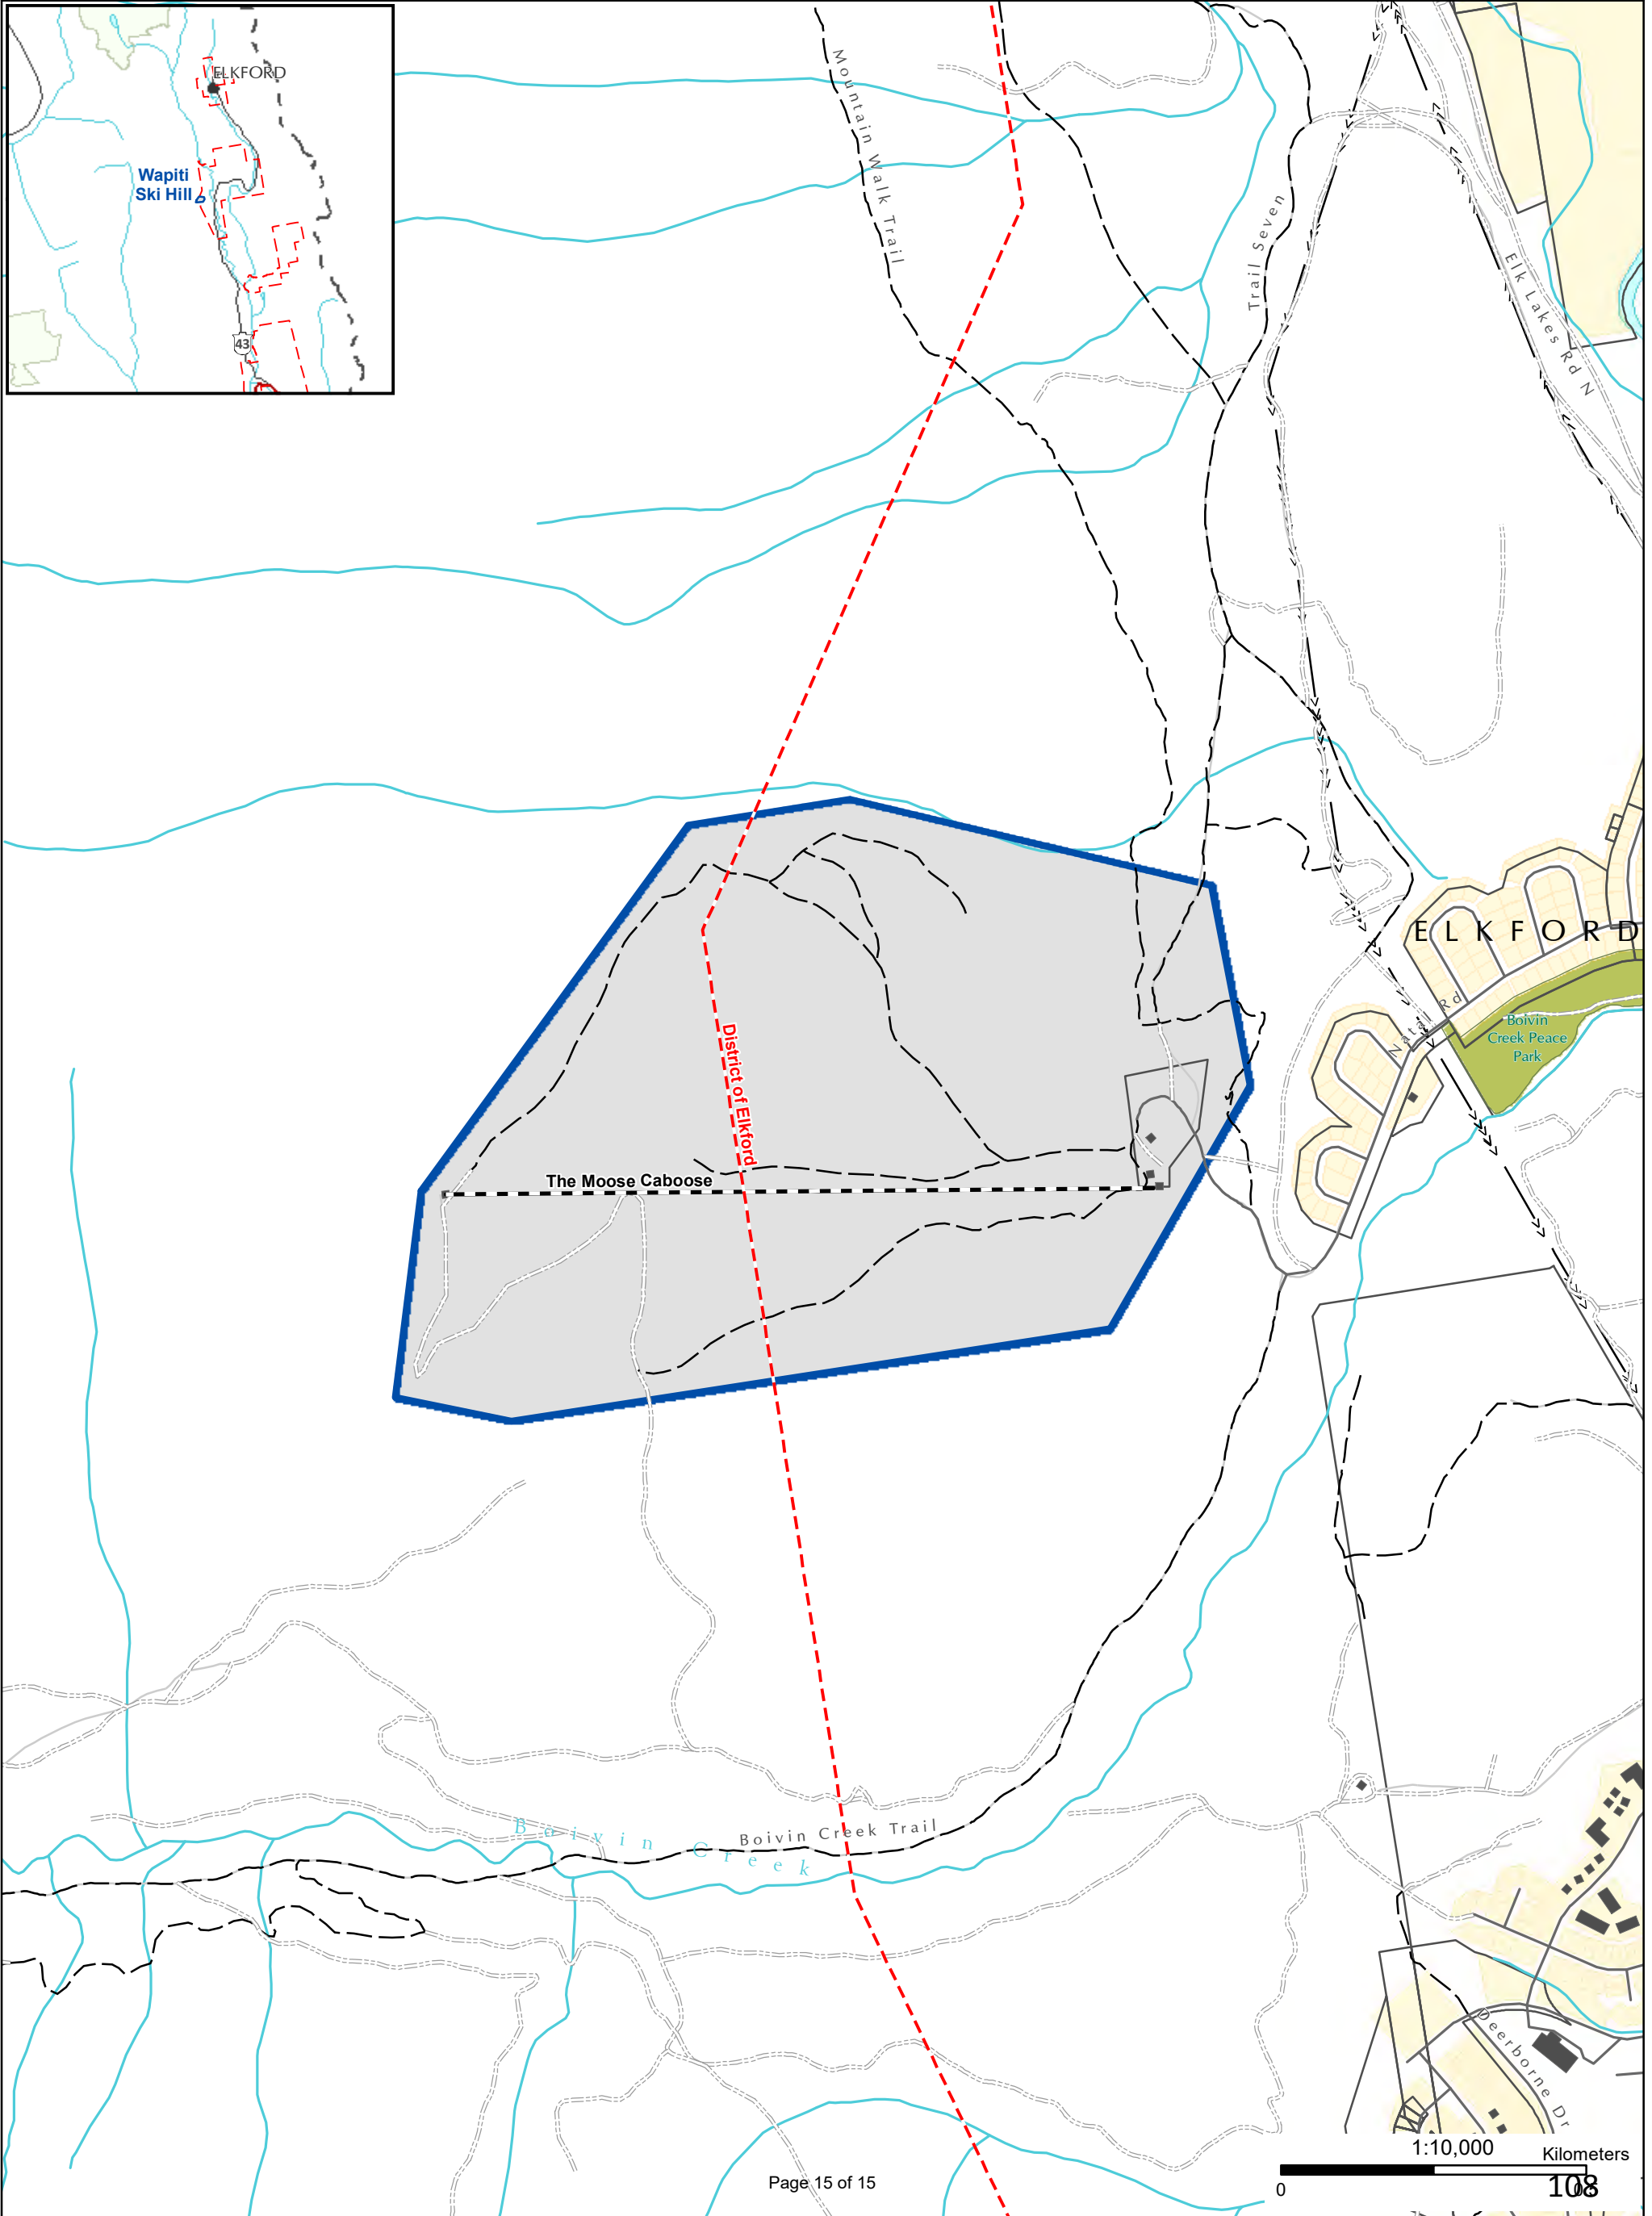 ELKFORD
Wapiti
Ski Hill
43
Mountain Walk Trail
Trail Seven
Elk Lakes Rd N
ELKFORD
Natal Rd
Boivin
Creek Peace
Park
District of Elkford
The Moose Caboose
Boivin Creek Trail
Boivin Creek
Deerborne Dr
1:10,000
Kilometers
0
108
Page 15 of 15